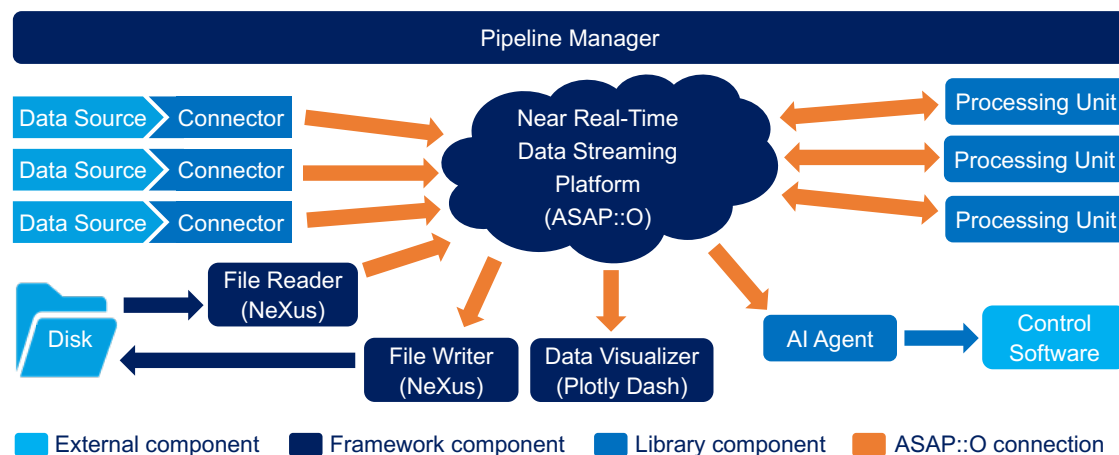 Pipeline Manager
Data Source
Connector
Data Source
Connector
Data Source
Connector
Near Real-Time
Data Streaming
Platform
(ASAP::O)
Processing Unit
Processing Unit
Processing Unit
File Reader
(NeXus)
Disk
File Writer
(NeXus)
Data Visualizer
(Plotly Dash)
AI Agent
Control
Software
External component
Framework component
Library component
ASAP::O connection